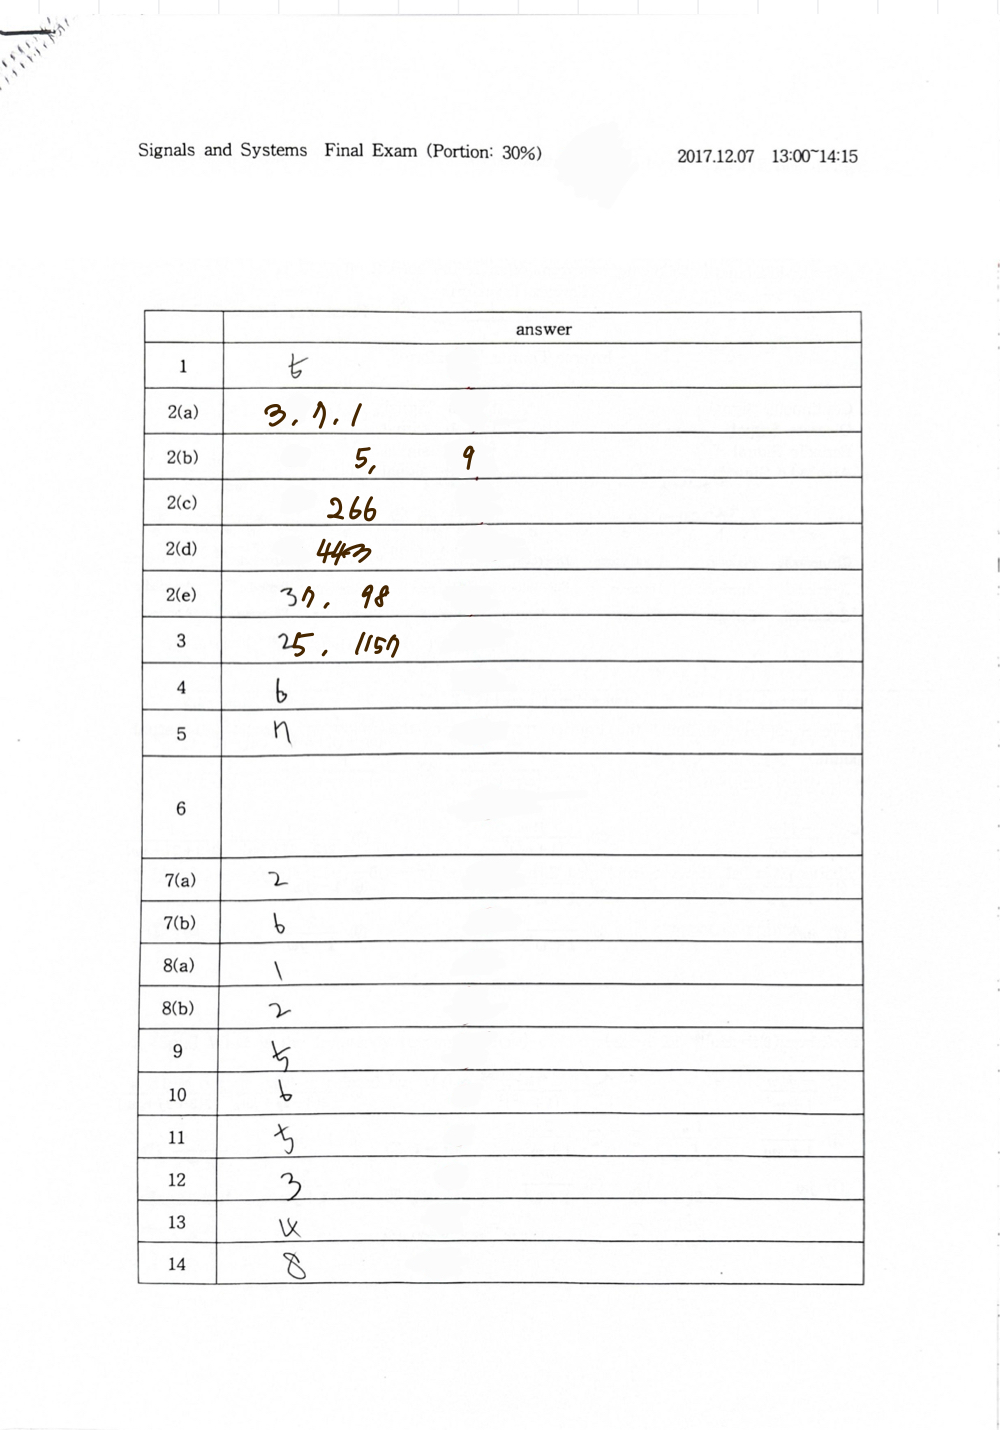 Signals and Systems Final Exam (Portion: 30%) 2017.12.07 13:00~14:15
answer
1 5
2(a) 3, 7, 1
2(b) 5, 9
2(c) 266
2(d) 443
2(e) 37, 98
3 25, 1157
4 6
5 7
6
7(a) 2
7(b) 6
8(a) 1
8(b) 2
9 5
10 6
11 5
12 3
13 4
14 8